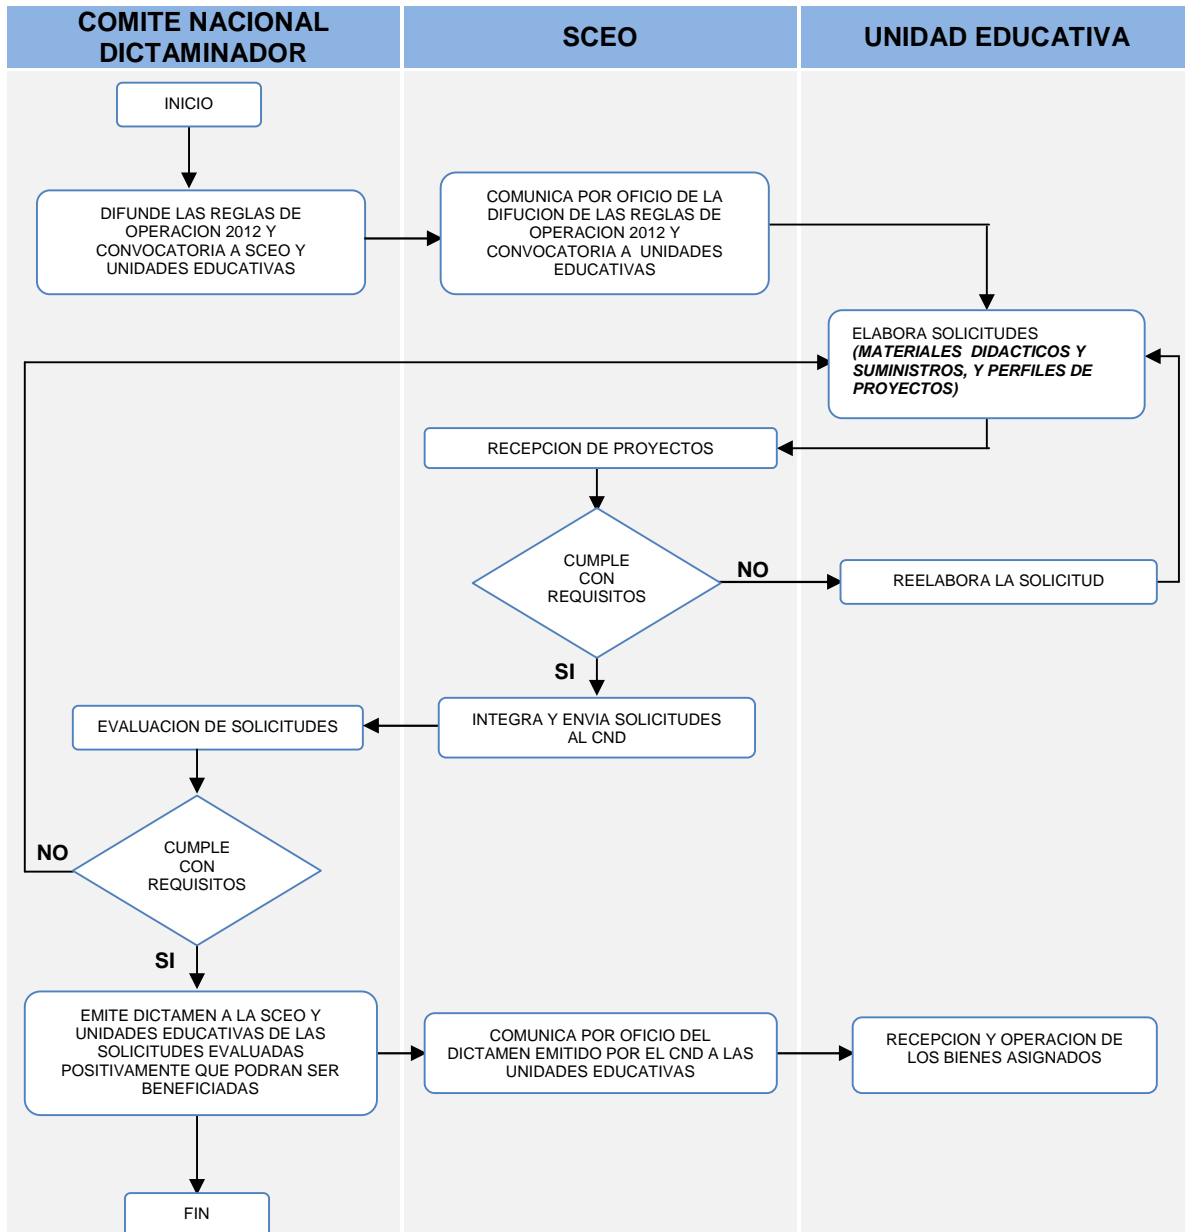 COMITE NACIONAL
DICTAMINADOR
SCEO
UNIDAD EDUCATIVA
INICIO
DIFUNDE LAS REGLAS DE
OPERACION 2012 Y
CONVOCATORIA A SCEO Y
UNIDADES EDUCATIVAS
COMUNICA POR OFICIO DE LA
DIFUCION DE LAS REGLAS DE
OPERACION 2012 Y
CONVOCATORIA A UNIDADES
EDUCATIVAS
ELABORA SOLICITUDES
(MATERIALES DIDACTICOS Y
SUMINISTROS, Y PERFILES DE
PROYECTOS)
RECEPCION DE PROYECTOS
CUMPLE
CON
REQUISITOS
NO
REELABORA LA SOLICITUD
SI
INTEGRA Y ENVIA SOLICITUDES
AL CND
EVALUACION DE SOLICITUDES
CUMPLE
CON
REQUISITOS
NO
SI
EMITE DICTAMEN A LA SCEO Y
UNIDADES EDUCATIVAS DE LAS
SOLICITUDES EVALUADAS
POSITIVAMENTE QUE PODRAN SER
BENEFICIADAS
COMUNICA POR OFICIO DEL
DICTAMEN EMITIDO POR EL CND A LAS
UNIDADES EDUCATIVAS
RECEPCION Y OPERACION DE
LOS BIENES ASIGNADOS
FIN